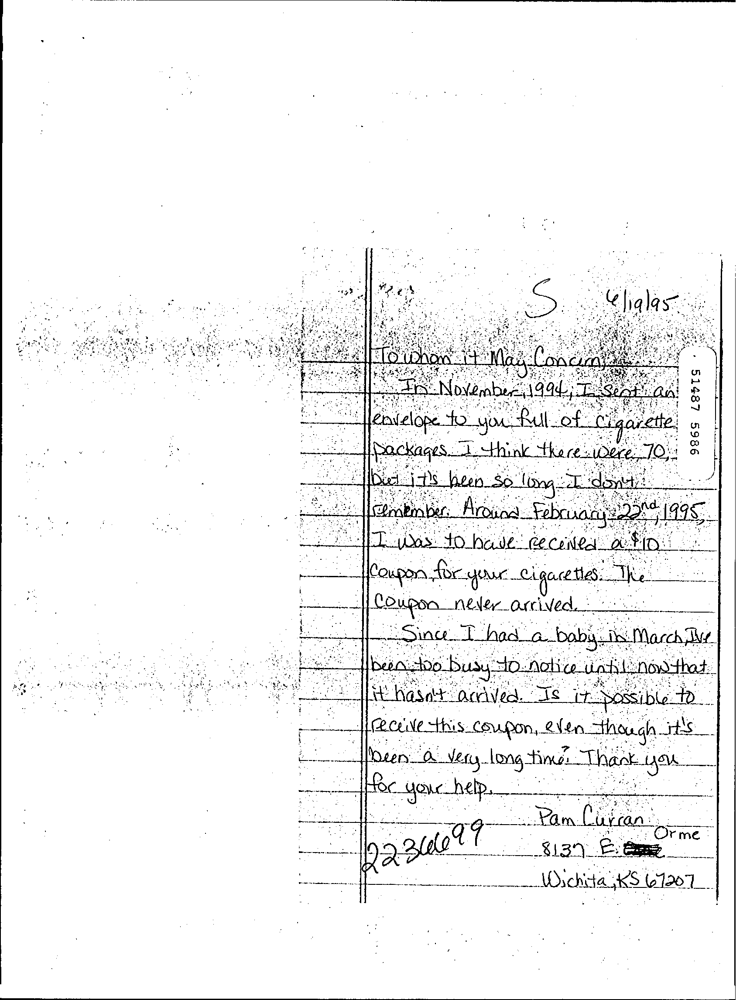 S 6/19/95
To whom it May Concern,
In November, 1994, I sent an
envelope to you full of cigarette
packages. I think there were 70,
but it's been so long I don't
remember. Around February 22nd, 1995,
I was to have received a $10
coupon for your cigarettes. The
coupon never arrived.
Since I had a baby in March, I've
been too busy to notice until now that
it hasn't arrived. Is it possible to
receive this coupon, even though it's
been a very long time? Thank you
for your help.
Pam Curran
Orme
8137 E.
Wichita, KS 67207
2236699
51487 5986